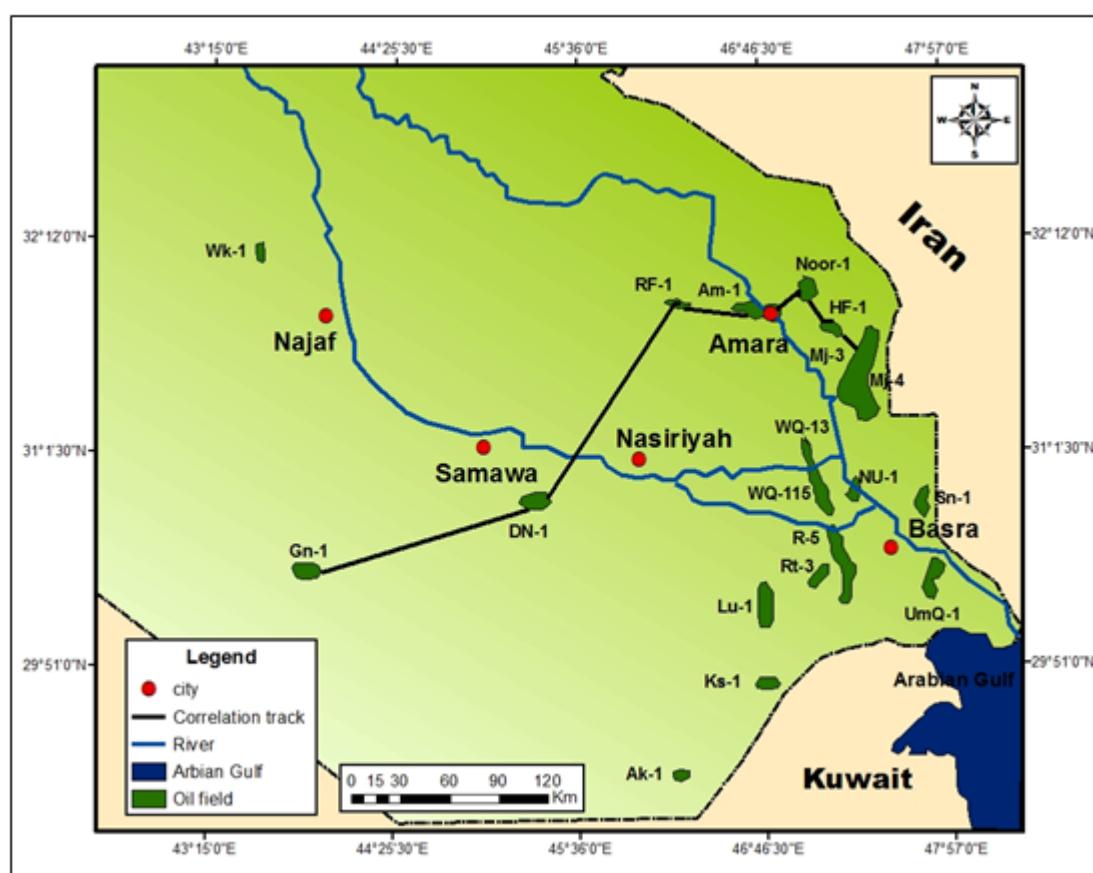 43°15'0"E 44°25'30"E 45°36'0"E 46°46'30"E 47°57'0"E
N
W E
S
Iran
32°12'0"N 32°12'0"N
Wk-1
Noor-1
RF-1 Am-1
HF-1
Najaf
Amara
Mj-3
Mj-4
WQ-13
31°1'30"N 31°1'30"N
Nasiriyah
Samawa
NU-1
WQ-115
Sn-1
DN-1
Basra
R-5
Gn-1
Rt-3
Lu-1
UmQ-1
29°51'0"N 29°51'0"N
Legend
city
Correlation track
River
Arbian Gulf
Oil field
Ks-1
Arabian Gulf
Ak-1
Kuwait
0 15 30 60 90 120
Km
43°15'0"E 44°25'30"E 45°36'0"E 46°46'30"E 47°57'0"E